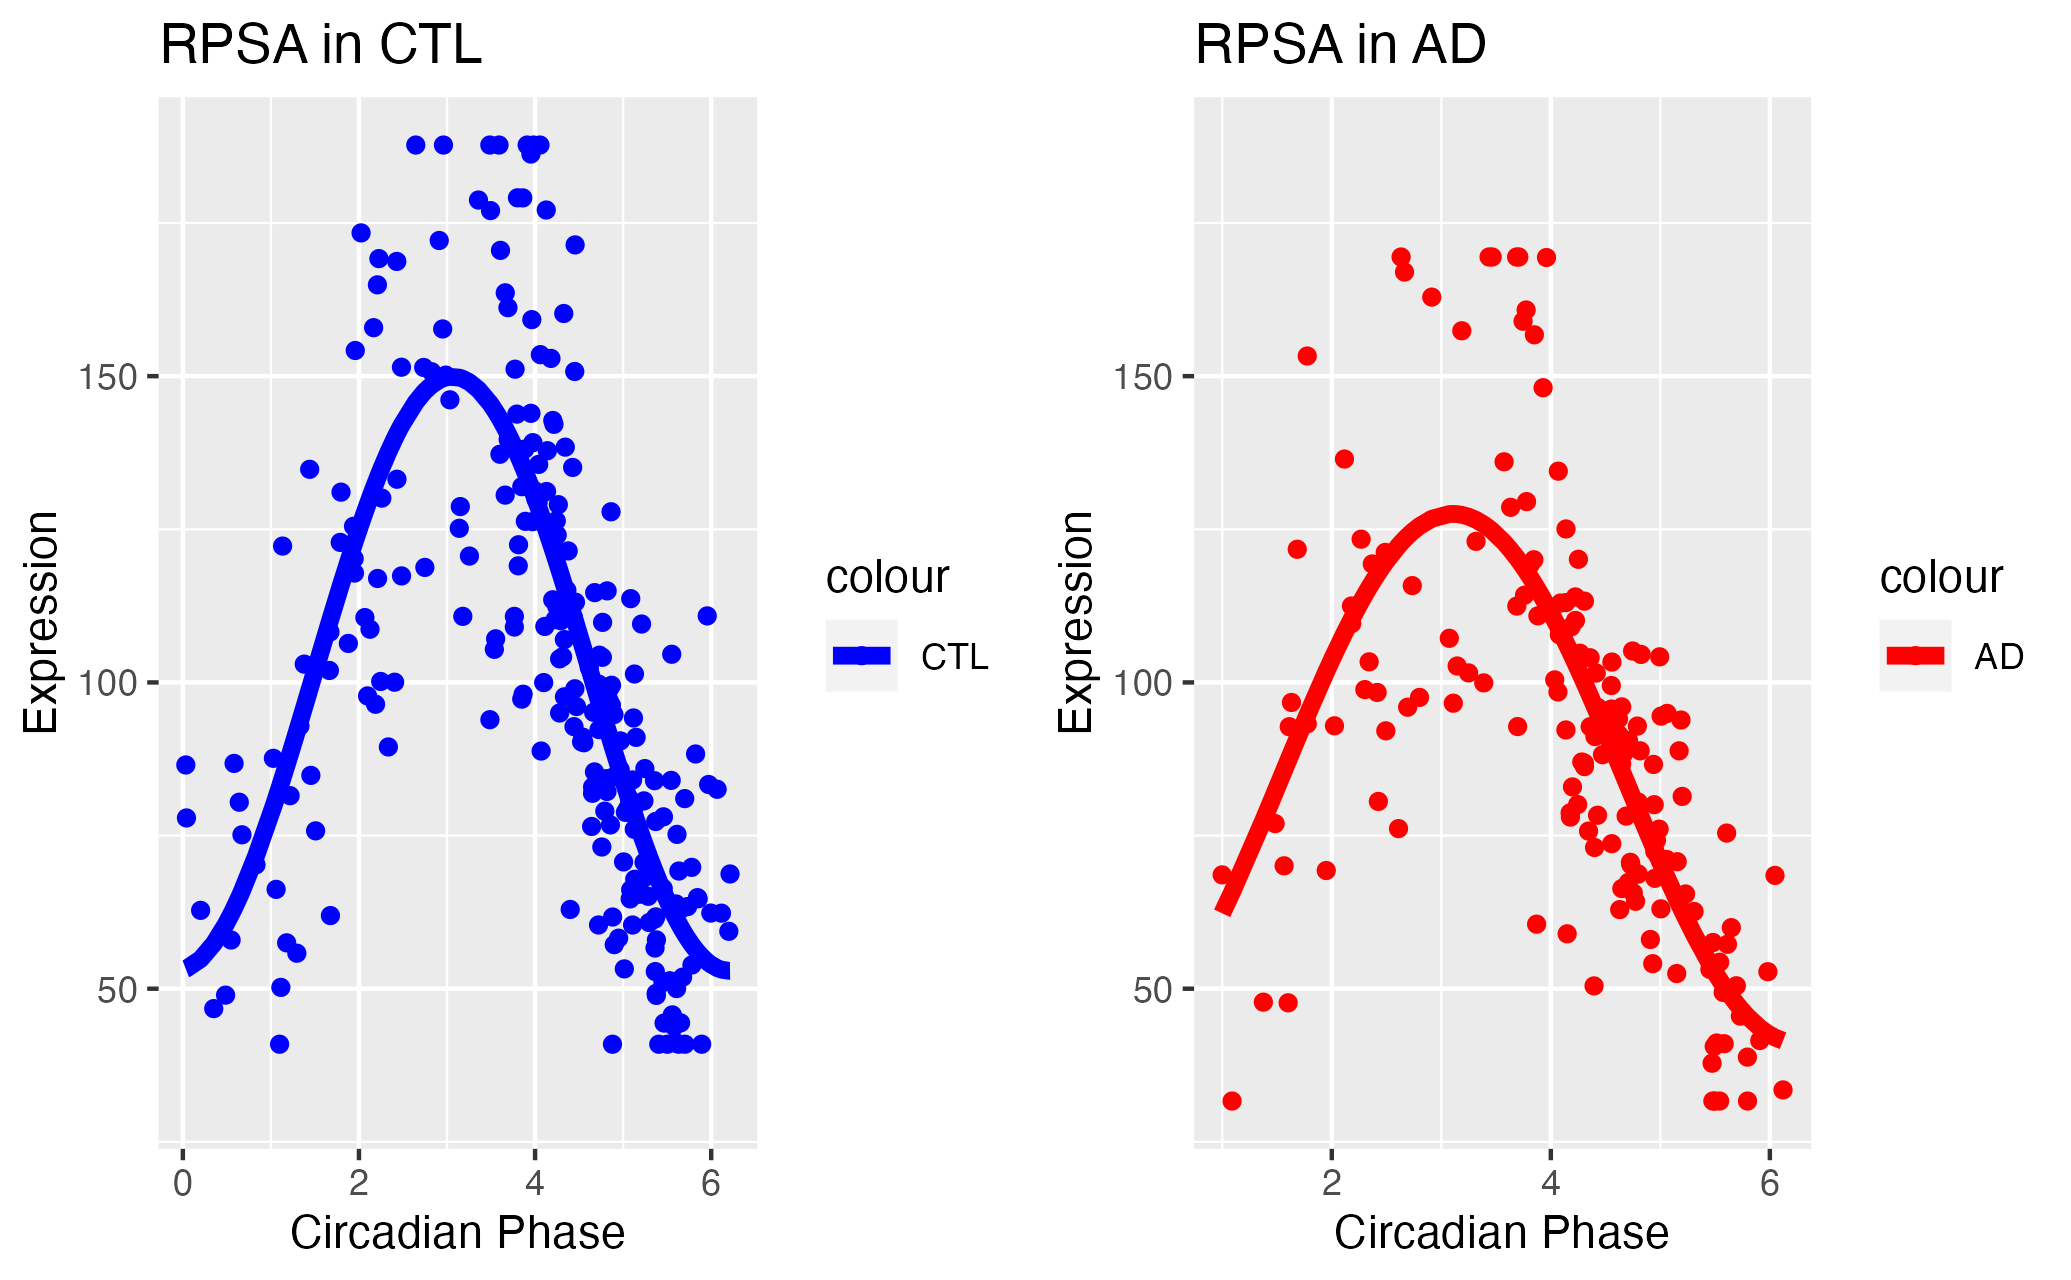 RPSA in CTL
Expression
150
100
50
0 2 4 6
Circadian Phase
colour
CTL
RPSA in AD
Expression
150
100
50
2 4 6
Circadian Phase
colour
AD